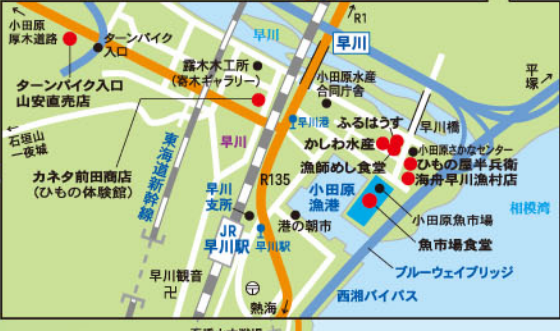 R1
小田原
厚木道路
ターンパイク
入口
早川
早川
平塚
ターンパイク入口
山安直売店
露木木工所
(寄木ギャラリー)
小田原水産
合同庁舎
ふるはうす
早川橋
早川港
かしわ水産
小田原さかなセンター
石垣山
一夜城
早川
漁師めし食堂
ひもの屋半兵衛
カネタ前田商店
(ひもの体験館)
東海道新幹線
R135
小田原
漁港
海舟早川漁村店
早川
支所
小田原魚市場
相模湾
JR
早川駅
早川駅
港の朝市
魚市場食堂
早川観音
卍
ブルーウェイブリッジ
熱海
西湘バイパス